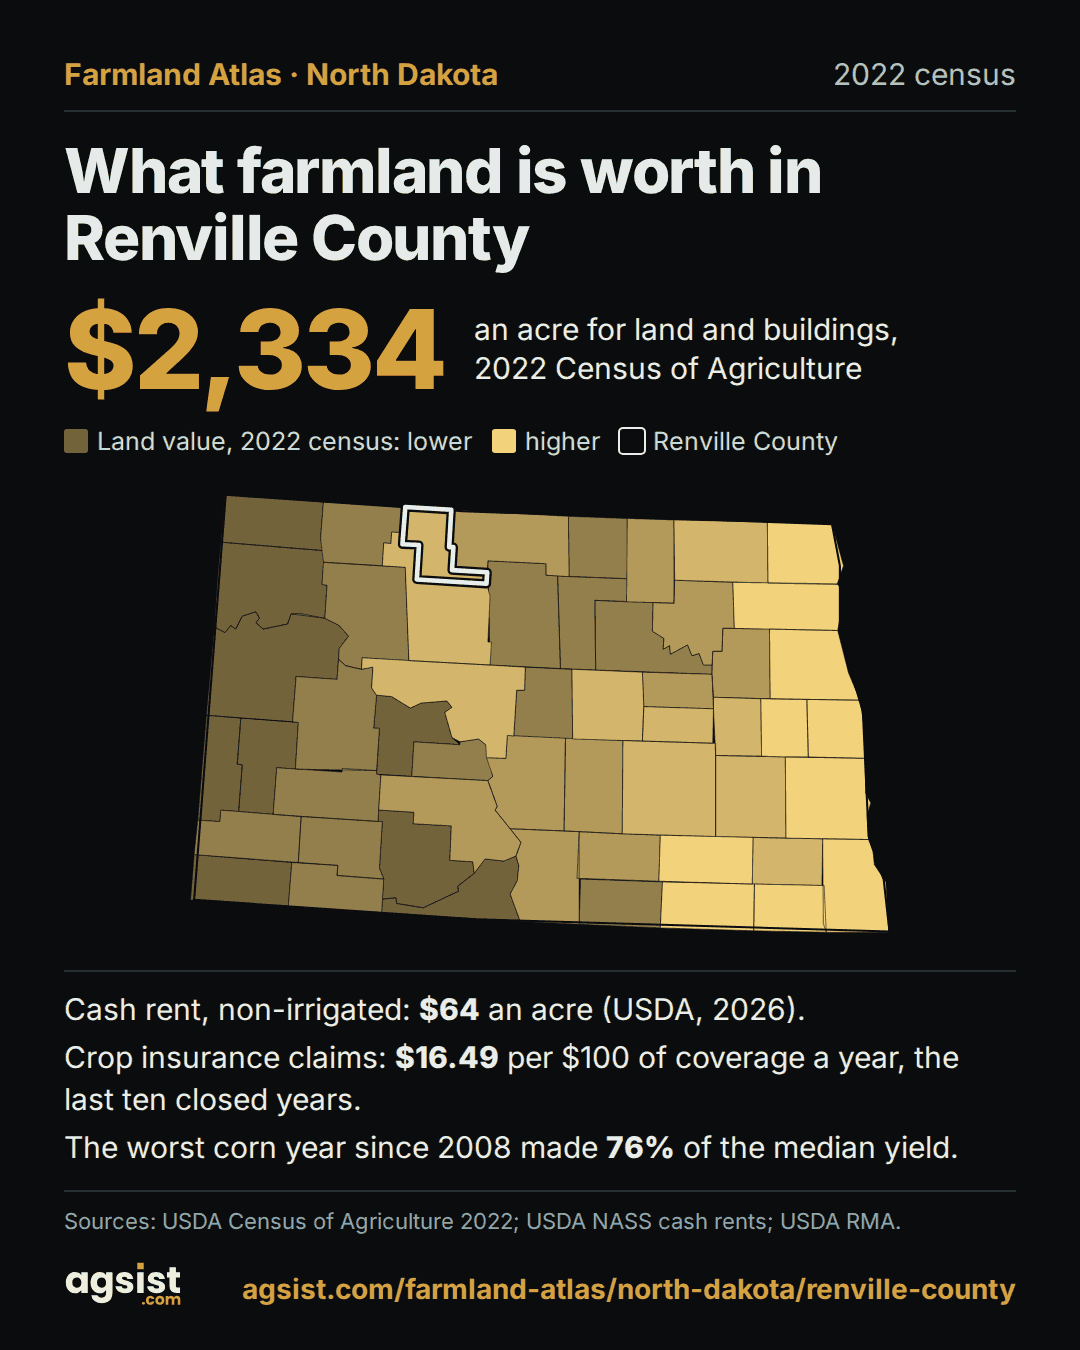 Farmland Atlas · North Dakota
2022 census
What farmland is worth in
Renville County
$2,334
an acre for land and buildings,
2022 Census of Agriculture
Land value, 2022 census: lower
higher
Renville County
Cash rent, non-irrigated: $64 an acre (USDA, 2026).
Crop insurance claims: $16.49 per $100 of coverage a year, the
last ten closed years.
The worst corn year since 2008 made 76% of the median yield.
Sources: USDA Census of Agriculture 2022; USDA NASS cash rents; USDA RMA.
agsist
.com
agsist.com/farmland-atlas/north-dakota/renville-county